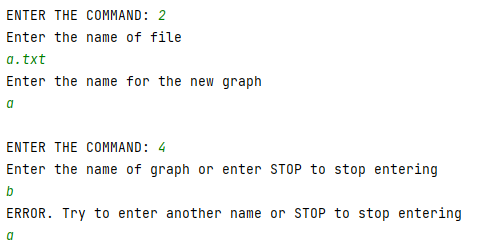 ENTER THE COMMAND: 2
Enter the name of file
a.txt
Enter the name for the new graph
a
ENTER THE COMMAND: 4
Enter the name of graph or enter STOP to stop entering
b
ERROR. Try to enter another name or STOP to stop entering
a